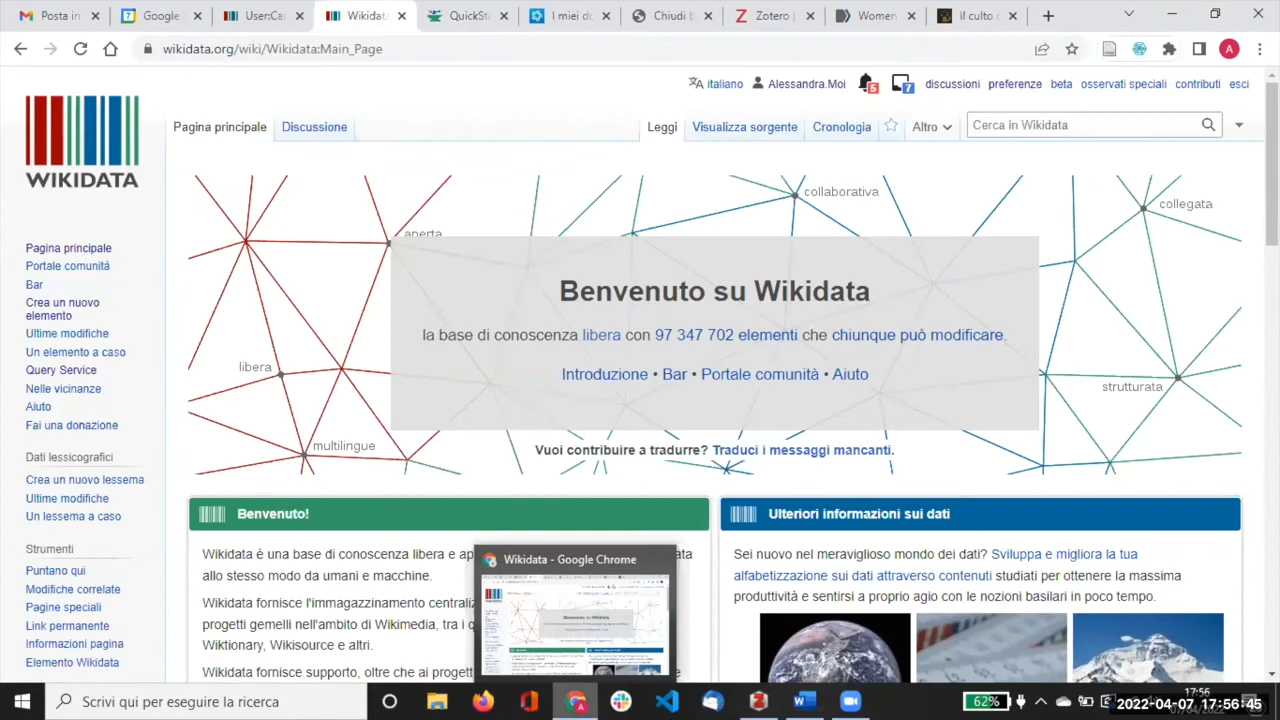 Posta in
Google
User:Car
Wikidata
QuickSt
I miei do
Chiudi b
Zotero
Women
il culto d
wikidata.org/wiki/Wikidata:Main_Page
italiano Alessandra.Moi 5 7 discussioni preferenze beta osservati speciali contributi esci
WIKIDATA
Pagina principale Discussione Leggi Visualizza sorgente Cronologia Altro Cerca in Wikidata
collaborativa
collegata
aperta
Benvenuto su Wikidata
la base di conoscenza libera con 97 347 702 elementi che chiunque può modificare.
Introduzione • Bar • Portale comunità • Aiuto
libera
strutturata
multilingue
Vuoi contribuire a tradurre? Traduci i messaggi mancanti.
Pagina principale
Portale comunità
Bar
Crea un nuovo
elemento
Ultime modifiche
Un elemento a caso
Query Service
Nelle vicinanze
Aiuto
Fai una donazione
Dati lessicografici
Crea un nuovo lessema
Ultime modifiche
Un lessema a caso
Strumenti
Puntano qui
Modifiche correlate
Pagine speciali
Link permanente
Informazioni pagina
Elemento Wikidata
Benvenuto!
Wikidata è una base di conoscenza libera e ap
allo stesso modo da umani e macchine.
Wikidata fornisce l'immagazzinamento centraliz
progetti gemelli nell'ambito di Wikimedia, tra i q
Wikizionary, Wikisource e altri.
Wikidata fornisce supporto, oltre che ai progett
Wikidata - Google Chrome
Ulteriori informazioni sui dati
Sei nuovo nel meraviglioso mondo dei dati? Sviluppa e migliora la tua
alfabetizzazione sui dati attraverso contenuti studiati per ottenere la massima
produttività e sentirsi a proprio agio con le nozioni basilari in poco tempo.
Scrivi qui per eseguire la ricerca
62%
17:56
2022-04-07 17:56:45